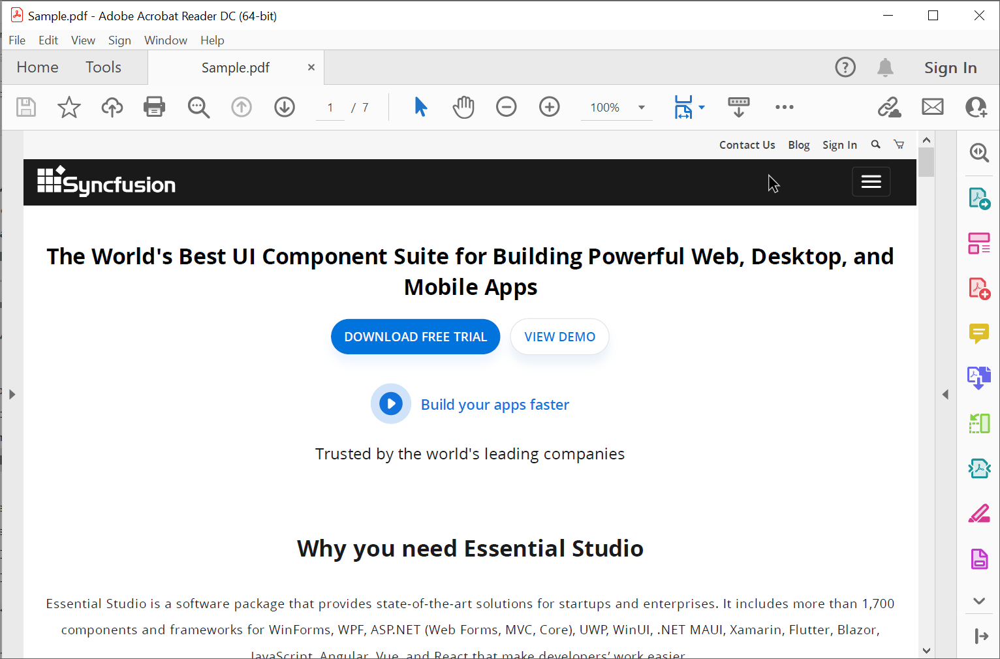 Sample.pdf - Adobe Acrobat Reader DC (64-bit)
File Edit View Sign Window Help
Home Tools Sample.pdf × ? Sign In
1 / 7 100%
Contact Us Blog Sign In
Syncfusion
The World's Best UI Component Suite for Building Powerful Web, Desktop, and
Mobile Apps
DOWNLOAD FREE TRIAL VIEW DEMO
Build your apps faster
Trusted by the world's leading companies
Why you need Essential Studio
Essential Studio is a software package that provides state-of-the-art solutions for startups and enterprises. It includes more than 1,700
components and frameworks for WinForms, WPF, ASP.NET (Web Forms, MVC, Core), UWP, WinUI, .NET MAUI, Xamarin, Flutter, Blazor,
JavaScript, Angular, Vue, and React that make developers’ work easier.